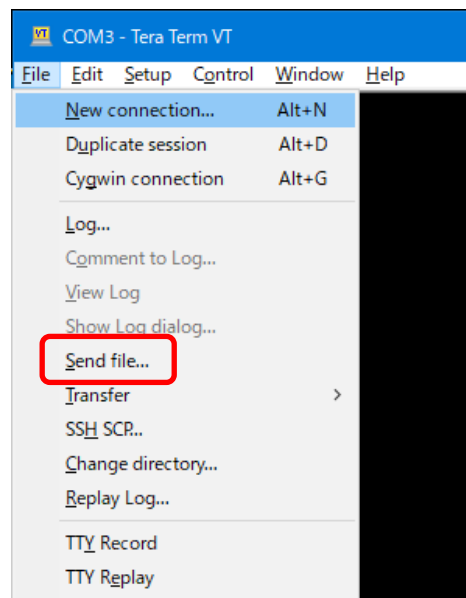 VT COM3 - Tera Term VT
File Edit Setup Control Window Help
New connection... Alt+N
Duplicate session Alt+D
Cygwin connection Alt+G
Log...
Comment to Log...
View Log
Show Log dialog...
Send file...
Transfer >
SSH SCP...
Change directory...
Replay Log...
TTY Record
TTY Replay